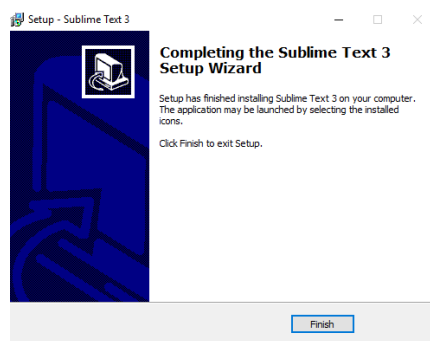 Setup - Sublime Text 3
Completing the Sublime Text 3
Setup Wizard
Setup has finished installing Sublime Text 3 on your computer.
The application may be launched by selecting the installed
icons.
Click Finish to exit Setup.
Finish